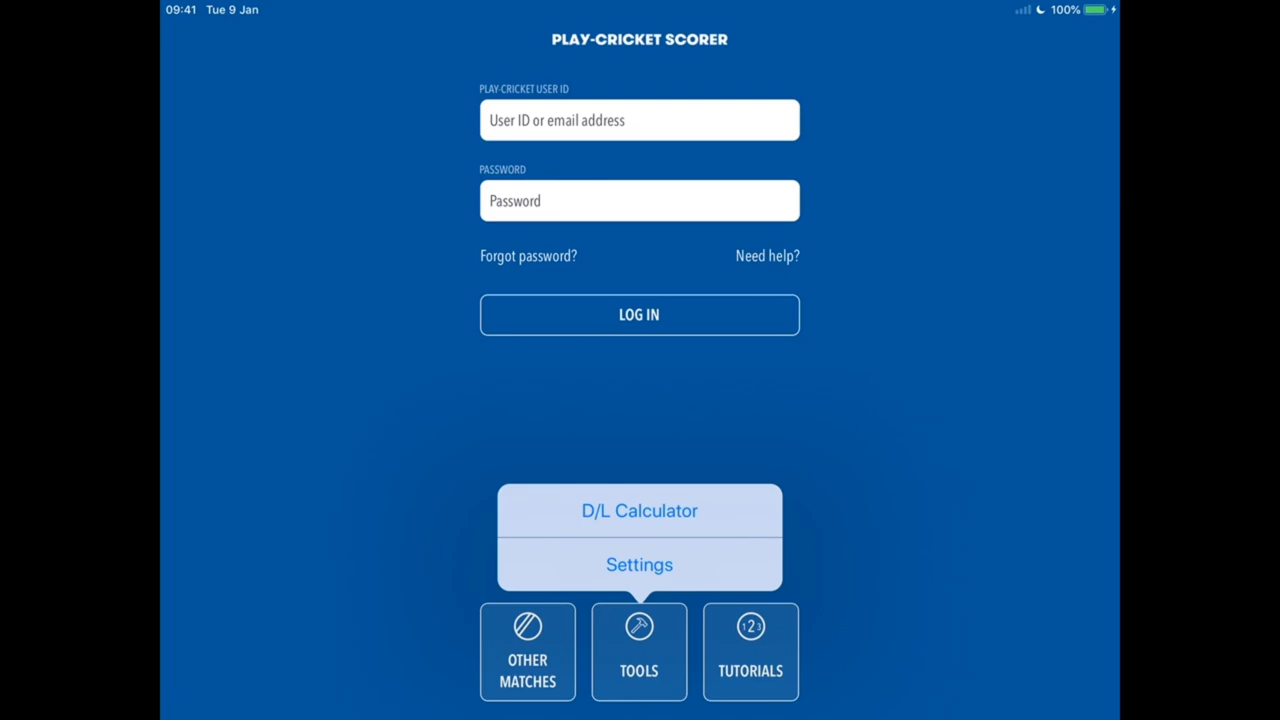 09:41 Tue 9 Jan 100%
PLAY-CRICKET SCORER
PLAY-CRICKET USER ID
User ID or email address
PASSWORD
Password
Forgot password? Need help?
LOG IN
D/L Calculator
Settings
123
OTHER
MATCHES
TOOLS
TUTORIALS